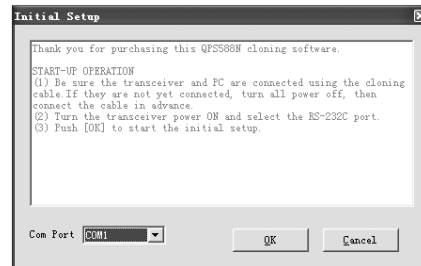 Initial Setup
Thank you for purchasing this QPS588N cloning software.
START-UP OPERATION
(1) Be sure the transceiver and PC are connected using the cloning
cable.If they are not yet connected, turn all power off, then
connect the cable in advance.
(2) Turn the transceiver power ON and select the RS-232C port.
(3) Push [OK] to start the initial setup.
Com Port COM1 OK Cancel